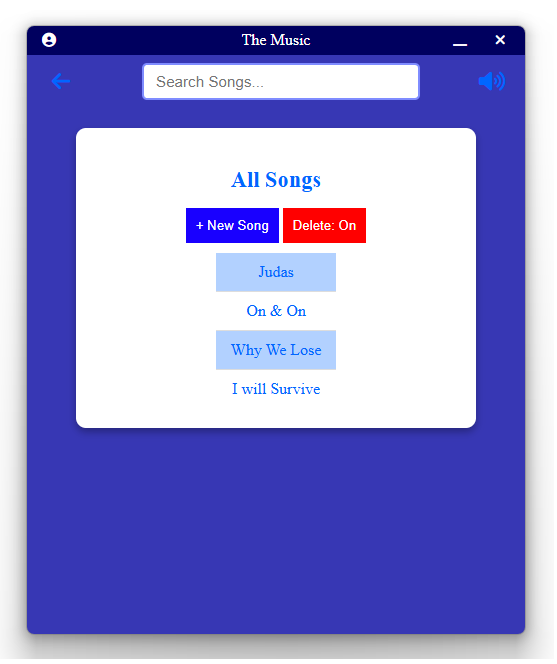 The Music
Search Songs...
All Songs
+ New Song Delete: On
Judas
On & On
Why We Lose
I will Survive